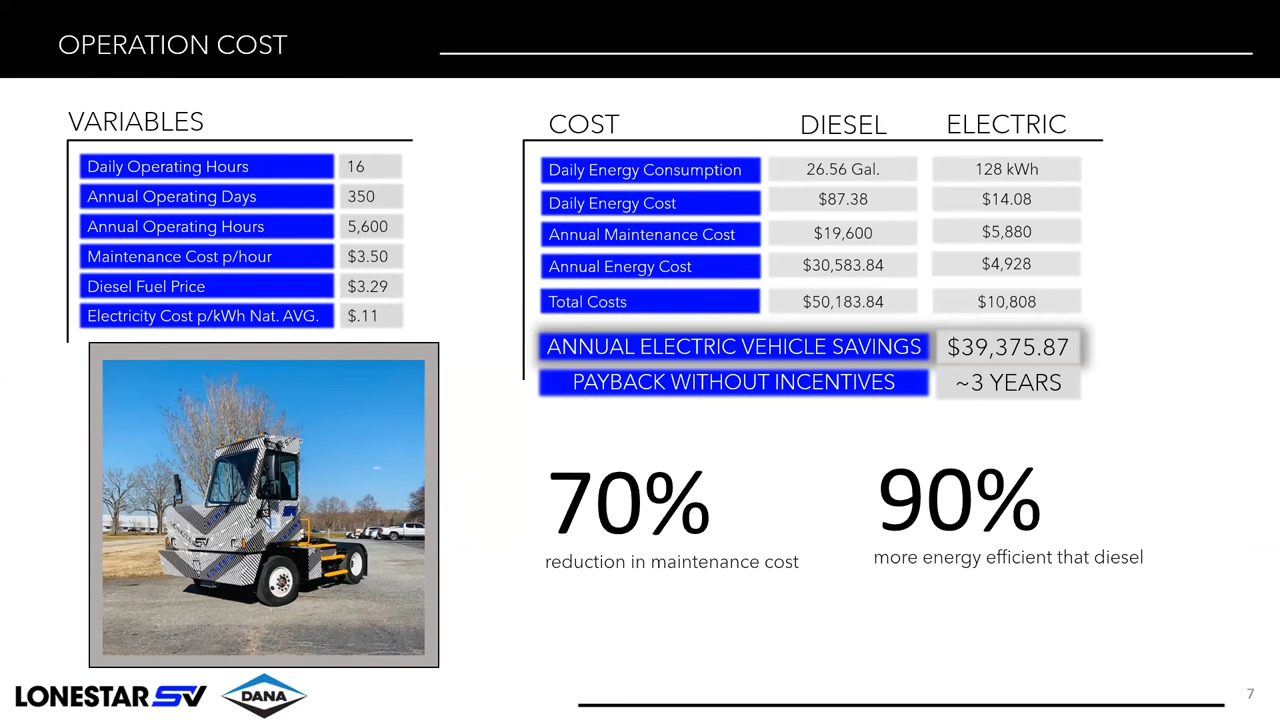 OPERATION COST
VARIABLES
Daily Operating Hours 16
Annual Operating Days 350
Annual Operating Hours 5,600
Maintenance Cost p/hour $3.50
Diesel Fuel Price $3.29
Electricity Cost p/kWh Nat. AVG. $.11
COST DIESEL ELECTRIC
Daily Energy Consumption 26.56 Gal. 128 kWh
Daily Energy Cost $87.38 $14.08
Annual Maintenance Cost $19,600 $5,880
Annual Energy Cost $30,583.84 $4,928
Total Costs $50,183.84 $10,808
ANNUAL ELECTRIC VEHICLE SAVINGS $39,375.87
PAYBACK WITHOUT INCENTIVES ~3 YEARS
70%
reduction in maintenance cost
90%
more energy efficient that diesel
LONESTAR SV
DANA
7